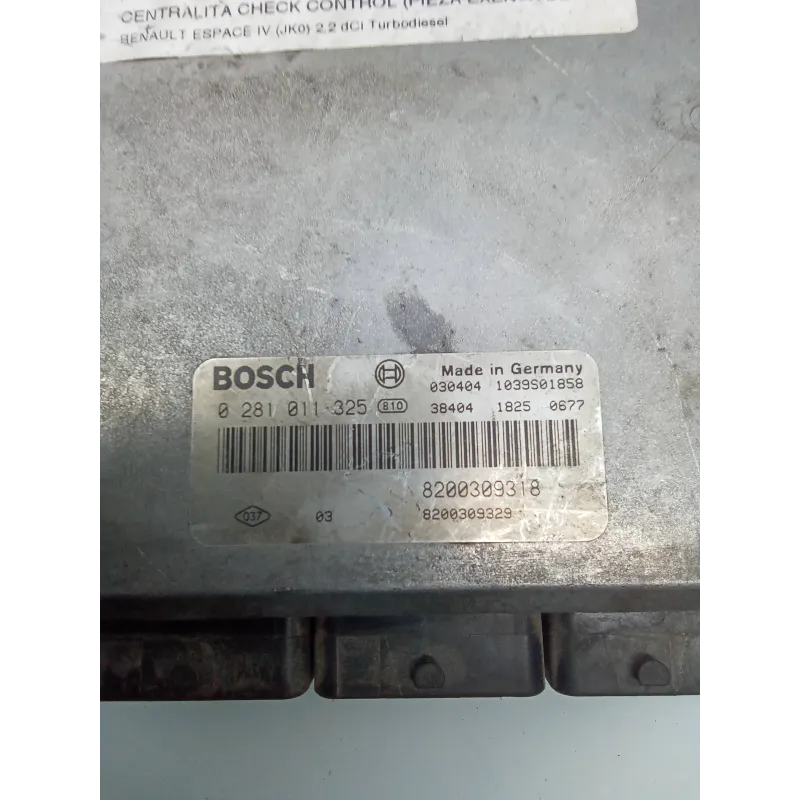 CENTRALITA CHECK CONTROL (PIEZA
RENAULT ESPACE IV (JK0) 2.2 dCi Turbodiesel
BOSCH Made in Germany
030404 1039S01858
0 281 011 325 810 38404 1825 0677
8200309318
037 03 8200309329